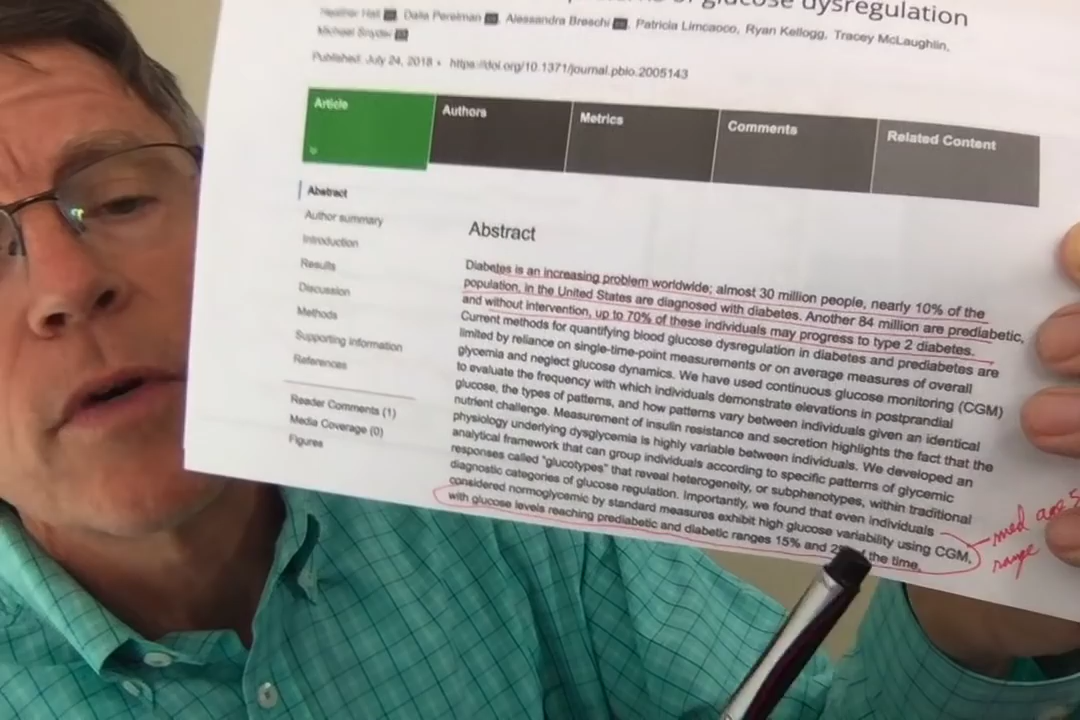 glucose dysregulation
Heather Hall, Dalia Perelman, Alessandra Breschi, Patricia Limcaoco, Ryan Kellogg, Tracey McLaughlin,
Michael Snyder
Published: July 24, 2018 • https://doi.org/10.1371/journal.pbio.2005143
Article
Authors
Metrics
Comments
Related Content
Abstract
Author summary
Introduction
Results
Discussion
Methods
Supporting information
References
Reader Comments (1)
Media Coverage (0)
Figures
Abstract
Diabetes is an increasing problem worldwide; almost 30 million people, nearly 10% of the
population, in the United States are diagnosed with diabetes. Another 84 million are prediabetic,
and without intervention, up to 70% of these individuals may progress to type 2 diabetes.
Current methods for quantifying blood glucose dysregulation in diabetes and prediabetes are
limited by reliance on single-time-point measurements or on average measures of overall
glycemia and neglect glucose dynamics. We have used continuous glucose monitoring (CGM)
to evaluate the frequency with which individuals demonstrate elevations in postprandial
glucose, the types of patterns, and how patterns vary between individuals given an identical
nutrient challenge. Measurement of insulin resistance and secretion highlights the fact that the
physiology underlying dysglycemia is highly variable between individuals. We developed an
analytical framework that can group individuals according to specific patterns of glycemic
responses called "glucotypes" that reveal heterogeneity, or subphenotypes, within traditional
diagnostic categories of glucose regulation. Importantly, we found that even individuals
considered normoglycemic by standard measures exhibit high glucose variability using CGM,
with glucose levels reaching prediabetic and diabetic ranges 15% and of the time.
med age
range